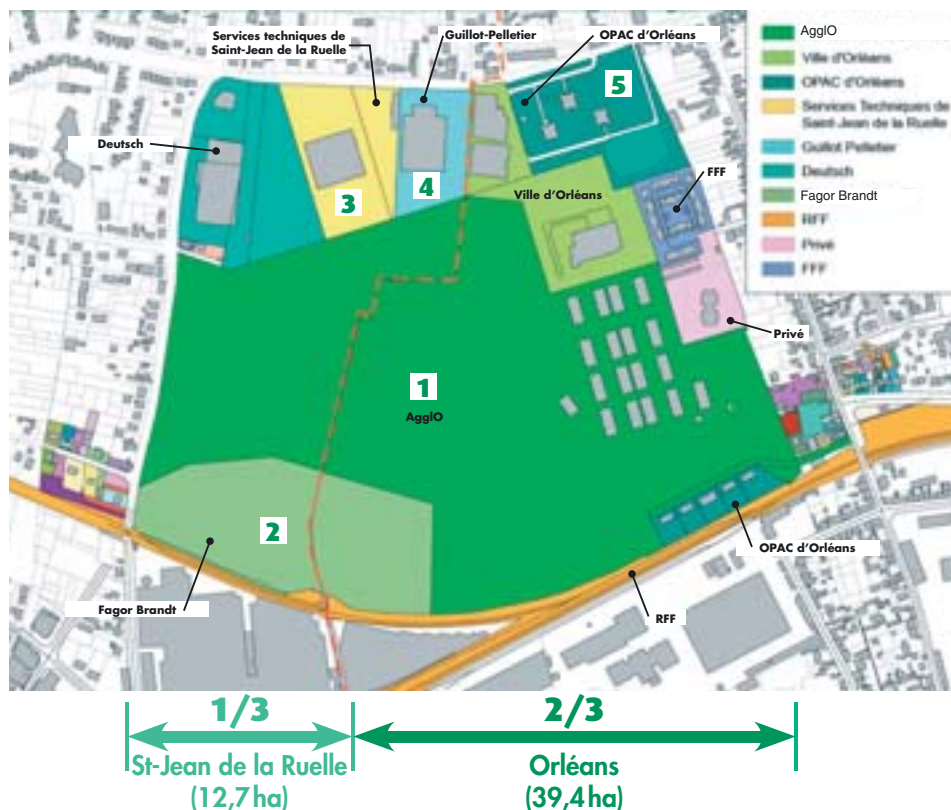 Services techniques de
Saint-Jean de la Ruelle
Guillot-Pelletier
OPAC d'Orléans
5
Deutsch
3
4
Ville d'Orléans
FFF
Privé
1
AgglO
2
Fagor Brandt
OPAC d'Orléans
RFF
AgglO
Ville d'Orléans
OPAC d'Orléans
Services Techniques de
Saint-Jean de la Ruelle
Guillot Pelletier
Deutsch
Fagor Brandt
RFF
Privé
FFF
1/3
2/3
St-Jean de la Ruelle
(12,7 ha)
Orléans
(39,4 ha)